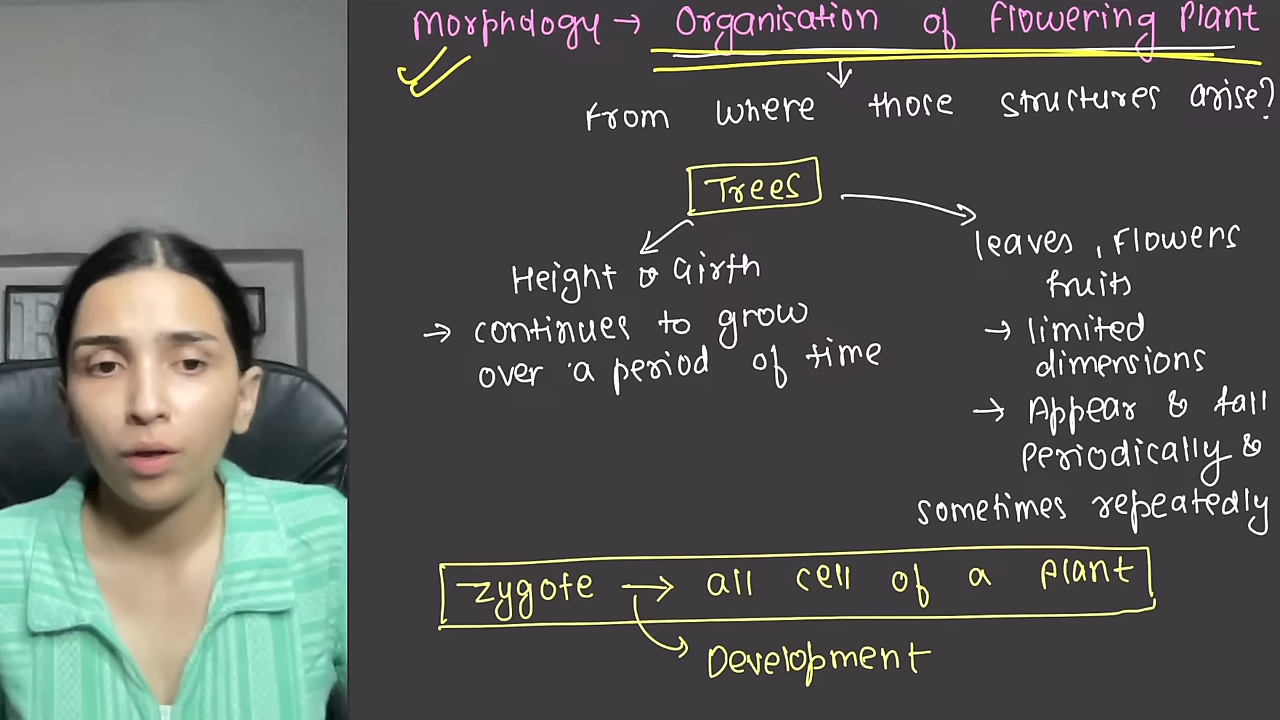 Morphology → Organisation of flowering Plant
From where those structures arise?
Trees
Height & Girth
→ continues to grow
over a period of time
leaves, Flowers
fruits
→ limited
dimensions
→ Appear & fall
Periodically &
sometimes repeatedly
zygote → all cell of a plant
Development